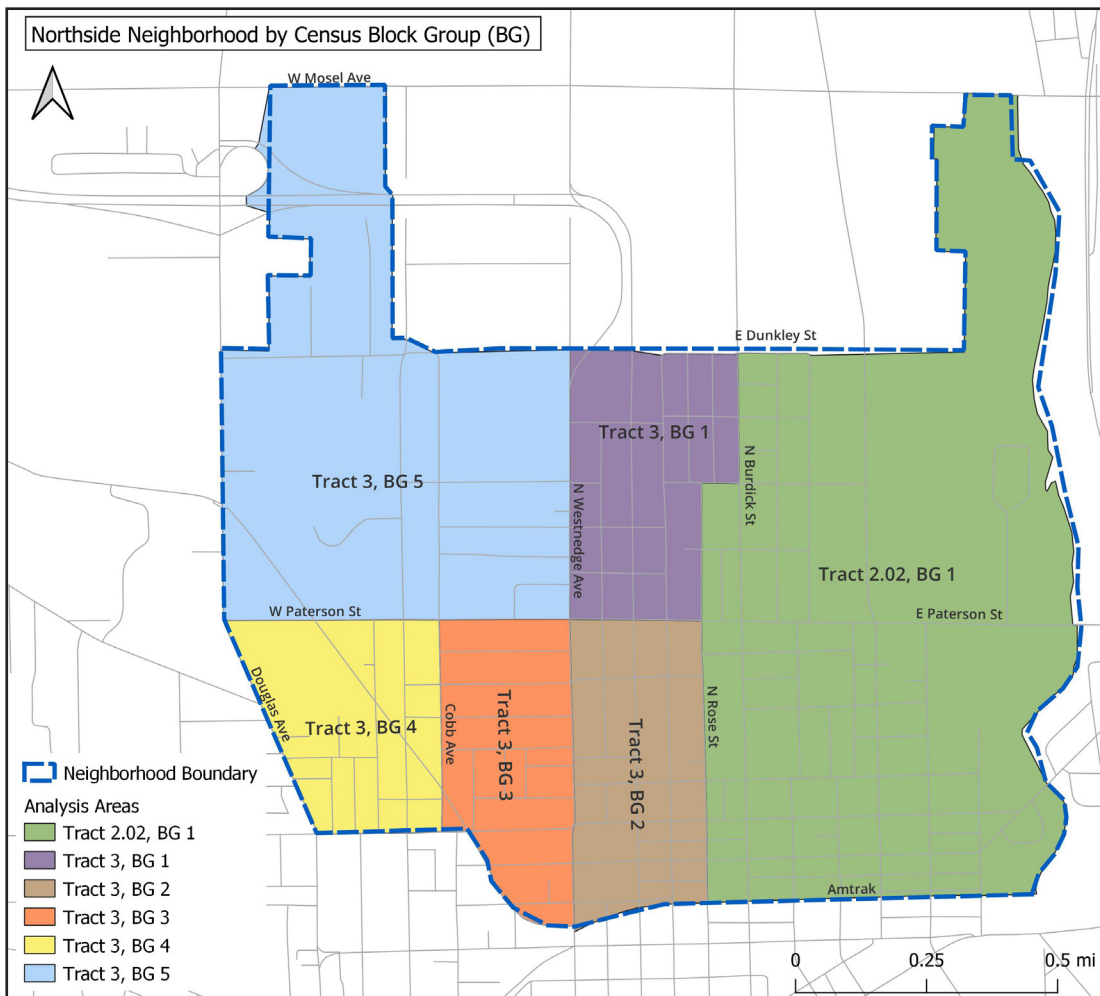 Northside Neighborhood by Census Block Group (BG)
W Mosel Ave
E Dunkley St
Tract 3, BG 1
N Burdick St
Tract 3, BG 5
N Westnedge Ave
Tract 2.02, BG 1
W Paterson St
E Paterson St
Douglas Ave
Tract 3, BG 4
Cobb Ave
Tract 3, BG 3
Tract 3, BG 2
N Rose St
Amtrak
Neighborhood Boundary
Analysis Areas
Tract 2.02, BG 1
Tract 3, BG 1
Tract 3, BG 2
Tract 3, BG 3
Tract 3, BG 4
Tract 3, BG 5
0 0.25 0.5 mi